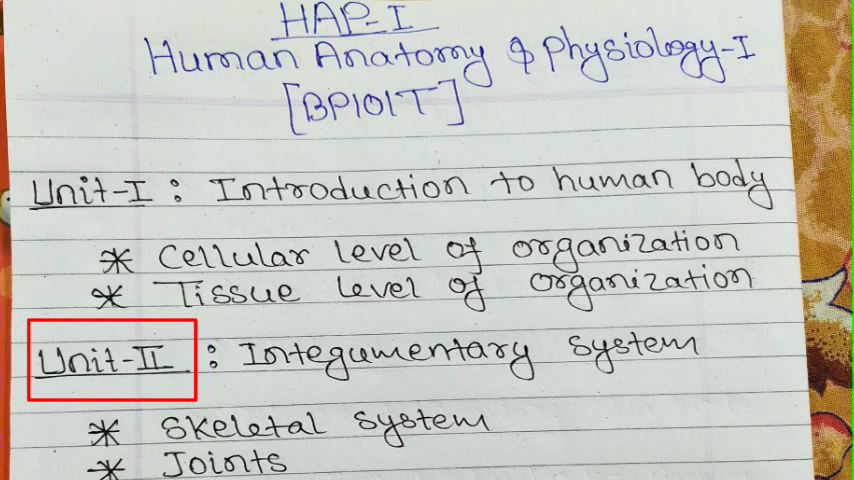 HAP-I
Human Anatomy & Physiology-I
[BP101T]
Unit-I : Introduction to human body
* Cellular level of organization
* Tissue level of organization
Unit-II : Integumentary system
* Skeletal system
* Joints